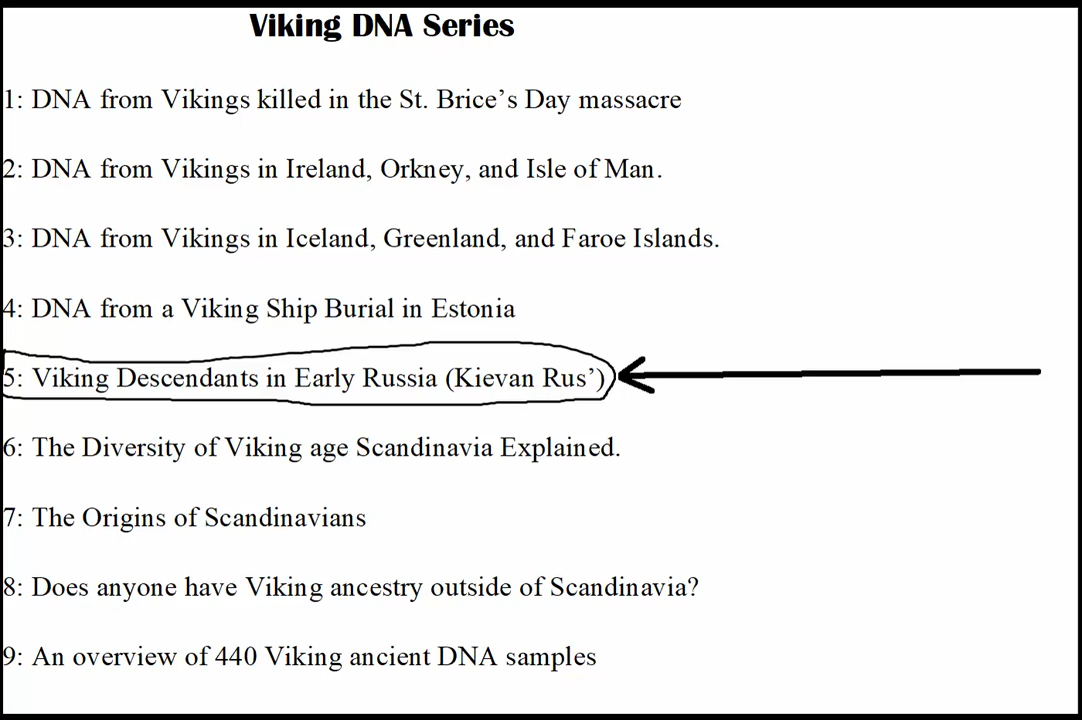 Viking DNA Series
1: DNA from Vikings killed in the St. Brice’s Day massacre
2: DNA from Vikings in Ireland, Orkney, and Isle of Man.
3: DNA from Vikings in Iceland, Greenland, and Faroe Islands.
4: DNA from a Viking Ship Burial in Estonia
5: Viking Descendants in Early Russia (Kievan Rus’)
6: The Diversity of Viking age Scandinavia Explained.
7: The Origins of Scandinavians
8: Does anyone have Viking ancestry outside of Scandinavia?
9: An overview of 440 Viking ancient DNA samples